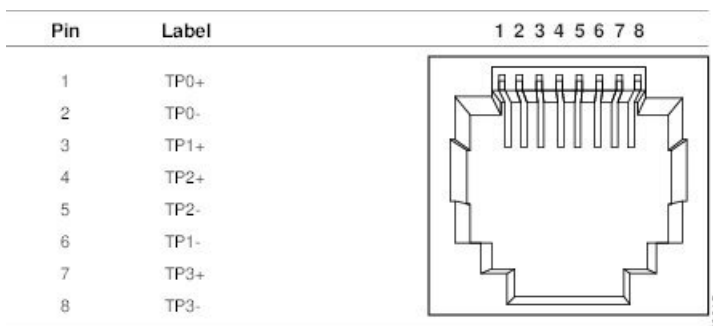 Pin Label 1 2 3 4 5 6 7 8
1 TP0+
2 TP0-
3 TP1+
4 TP2+
5 TP2-
6 TP1-
7 TP3+
8 TP3-